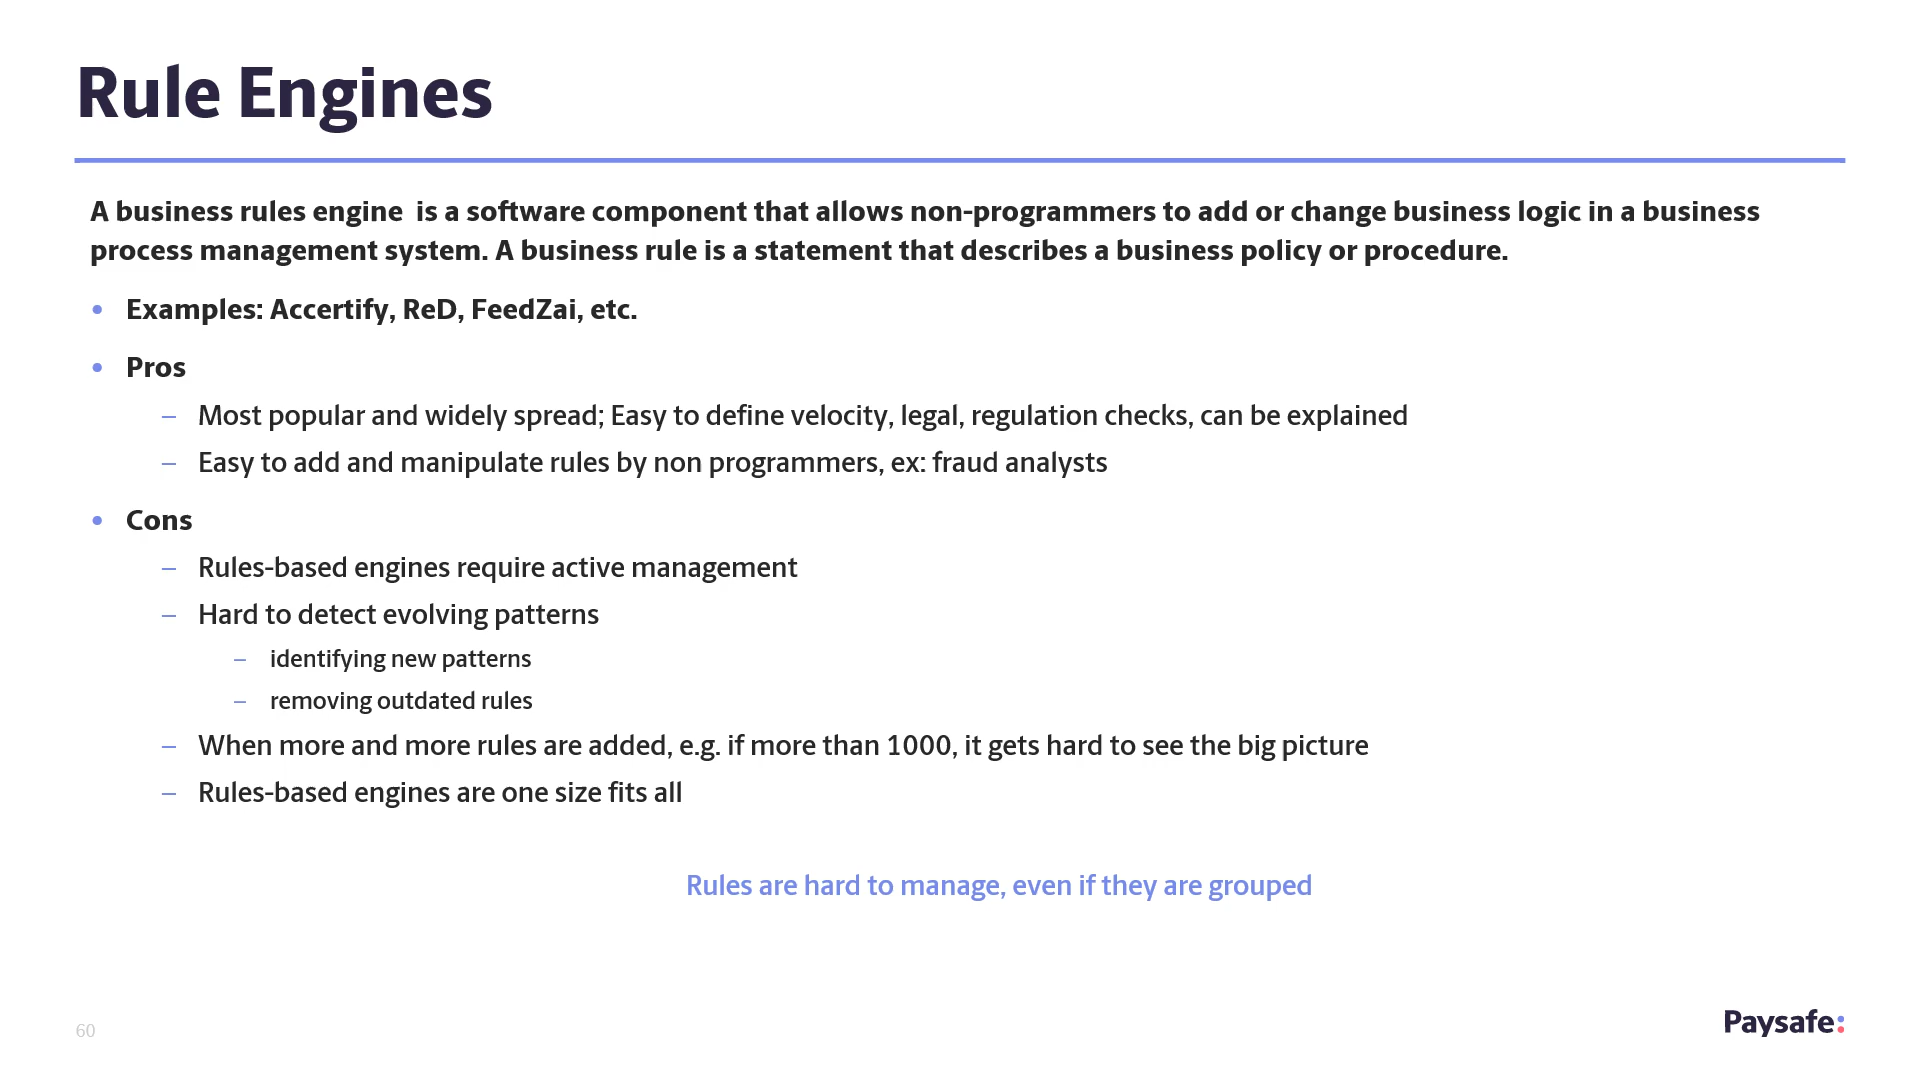 Rule Engines
A business rules engine  is a software component that allows non-programmers to add or change business logic in a business
process management system. A business rule is a statement that describes a business policy or procedure.
• Examples: Accertify, ReD, FeedZai, etc.
• Pros
– Most popular and widely spread; Easy to define velocity, legal, regulation checks, can be explained
– Easy to add and manipulate rules by non programmers, ex: fraud analysts
• Cons
– Rules-based engines require active management
– Hard to detect evolving patterns
– identifying new patterns
– removing outdated rules
– When more and more rules are added, e.g. if more than 1000, it gets hard to see the big picture
– Rules-based engines are one size fits all
Rules are hard to manage, even if they are grouped
60
Paysafe: